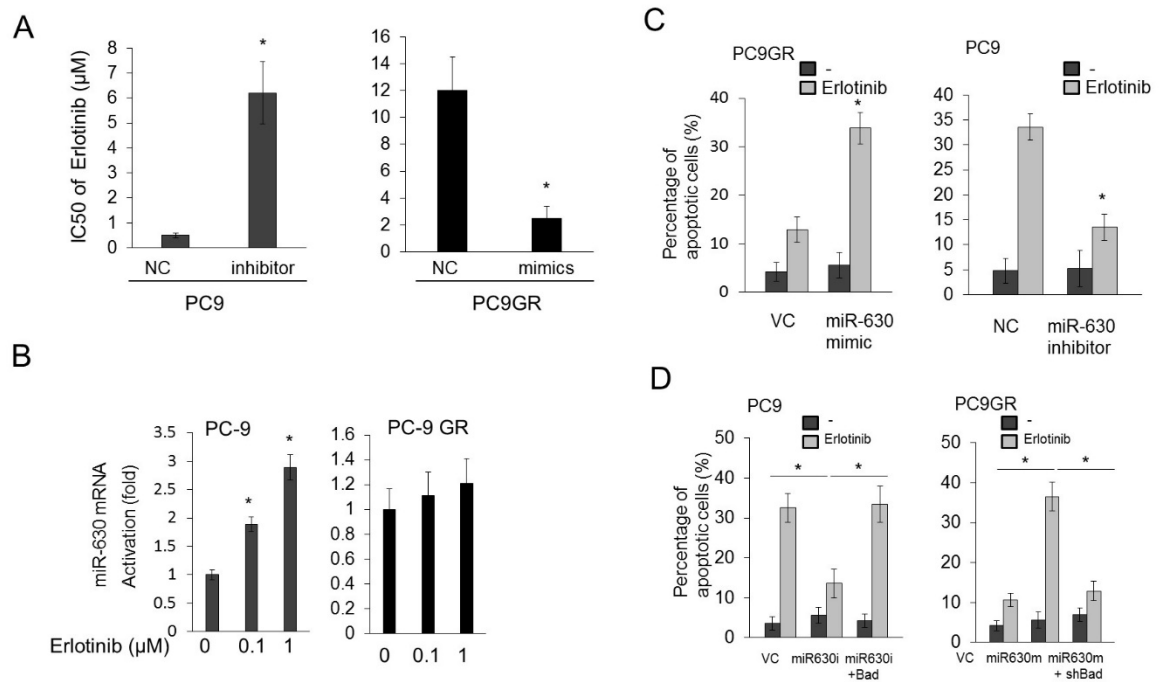 A
IC50 of Erlotinib (µM)
8
7
6
5
4
3
2
1
0
*
NC inhibitor
PC9
16
14
12
10
8
6
4
2
0
*
NC mimics
PC9GR
B
miR-630 mRNA
Activation (fold)
PC-9
3.5
3
2.5
2
1.5
1
0.5
0
* *
Erlotinib (µM) 0 0.1 1
PC-9 GR
1.6
1.4
1.2
1
0.8
0.6
0.4
0.2
0
0 0.1 1
C
PC9GR
-
Erlotinib
Percentage of
apoptotic cells (%)
40
30
20
10
0
*
VC miR-630
mimic
PC9
-
Erlotinib
40
35
30
25
20
15
10
5
0
*
NC miR-630
inhibitor
D
PC9
-
Erlotinib
Percentage of
apoptotic cells (%)
50
40
30
20
10
0
* *
VC miR630i miR630i
+Bad
PC9GR
-
Erlotinib
50
40
30
20
10
0
* *
VC miR630m miR630m
+ shBad